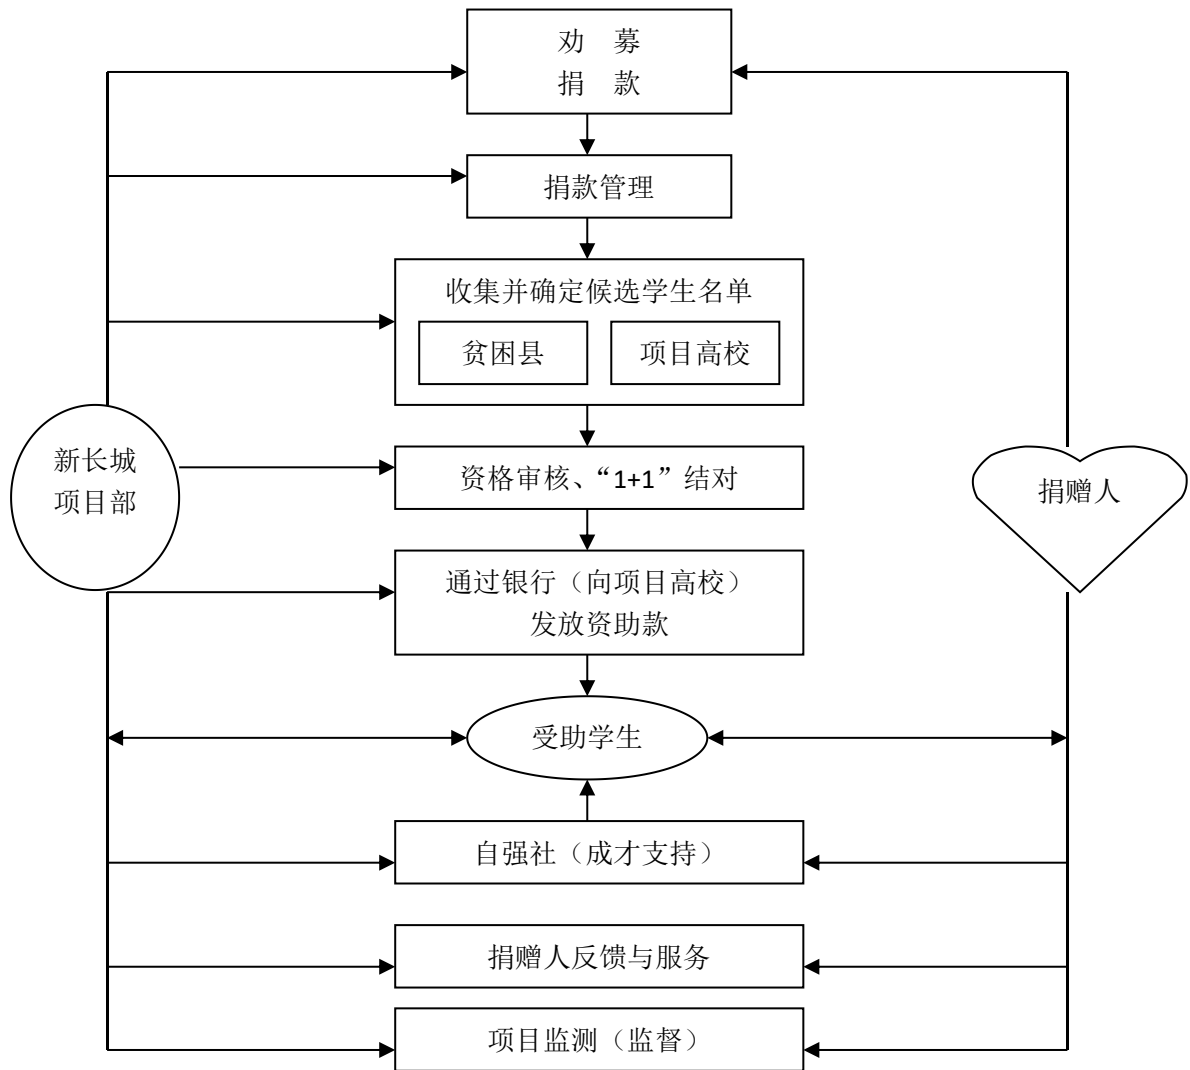 劝　募
捐　款
捐款管理
收集并确定候选学生名单
贫困县
项目高校
新长城
项目部
资格审核、“1+1”结对
捐赠人
通过银行（向项目高校）
发放资助款
受助学生
自强社（成才支持）
捐赠人反馈与服务
项目监测（监督）